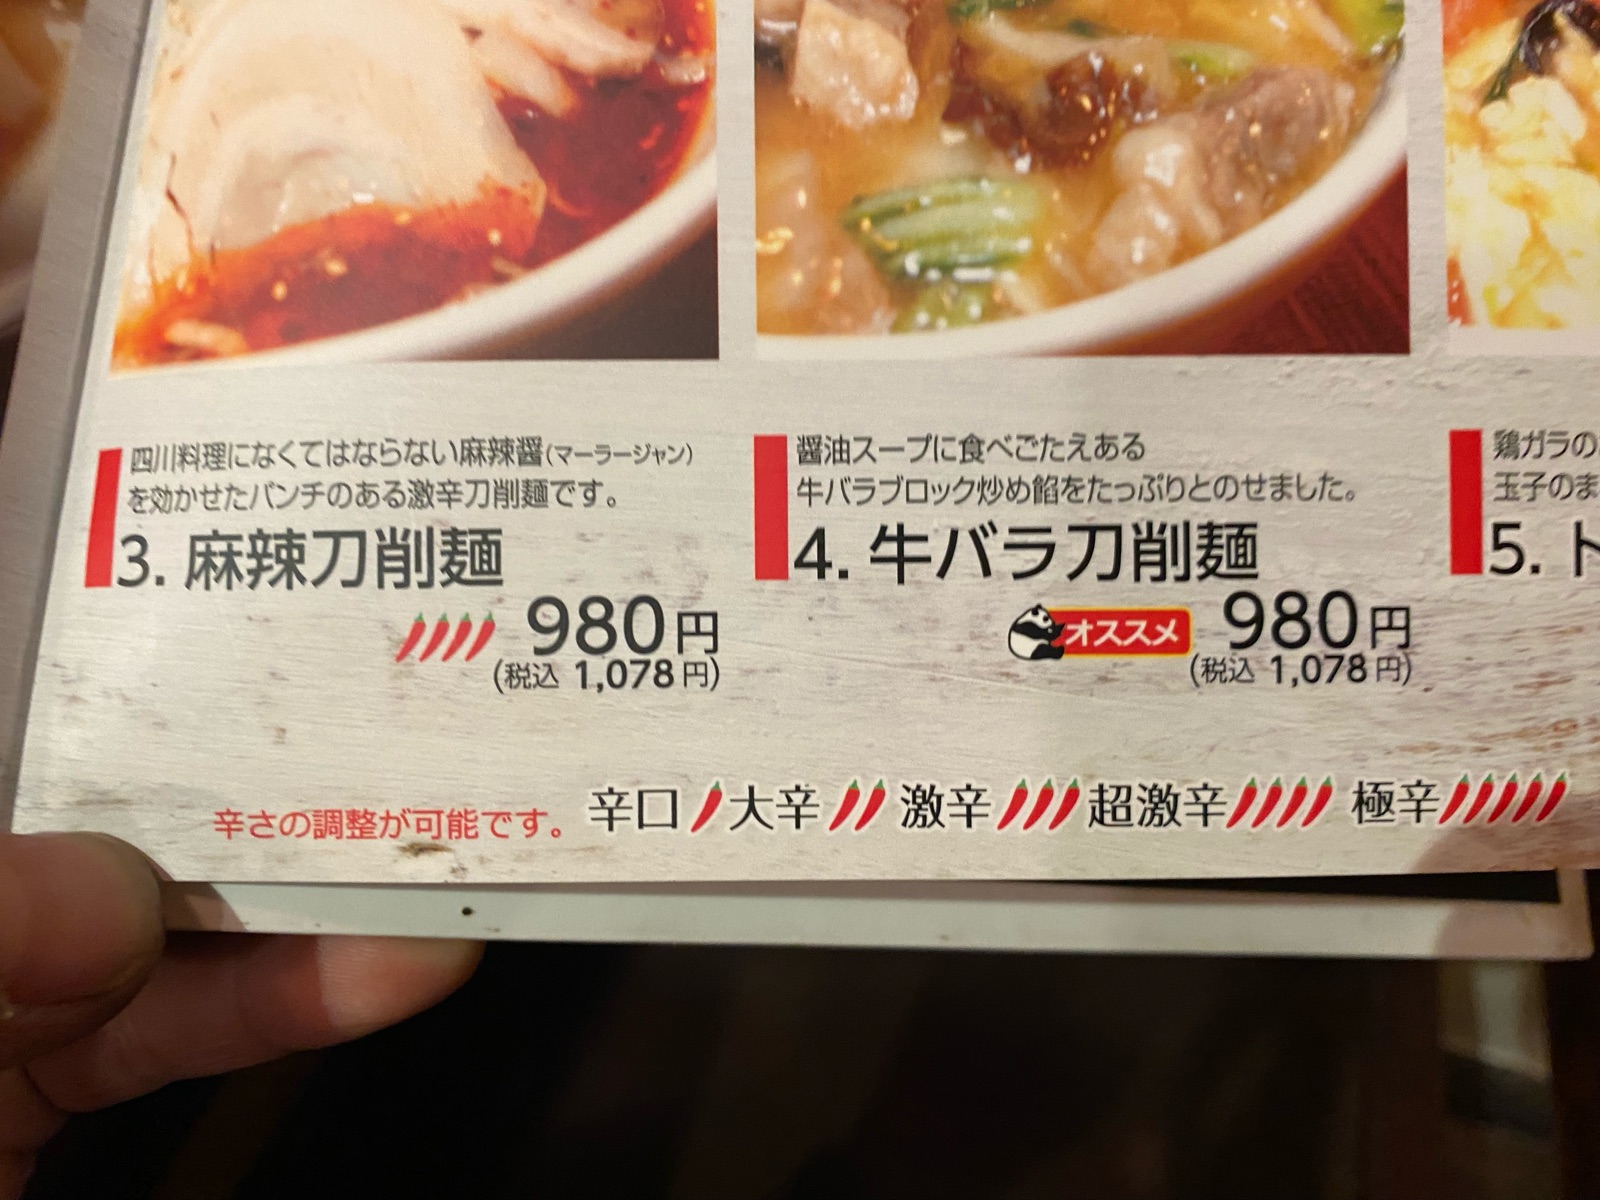 四川料理になくてはならない麻辣醤(マーラージャン)
を効かせたパンチのある激辛刀削麺です。
3. 麻辣刀削麺
980円
(税込 1,078円)
醤油スープに食べごたえある
牛バラブロック炒め餡をたっぷりとのせました。
4. 牛バラ刀削麺
オススメ 980円
(税込 1,078円)
鶏ガラの
玉子のま
5. ト
辛さの調整が可能です。 辛口 大辛 激辛 超激辛 極辛